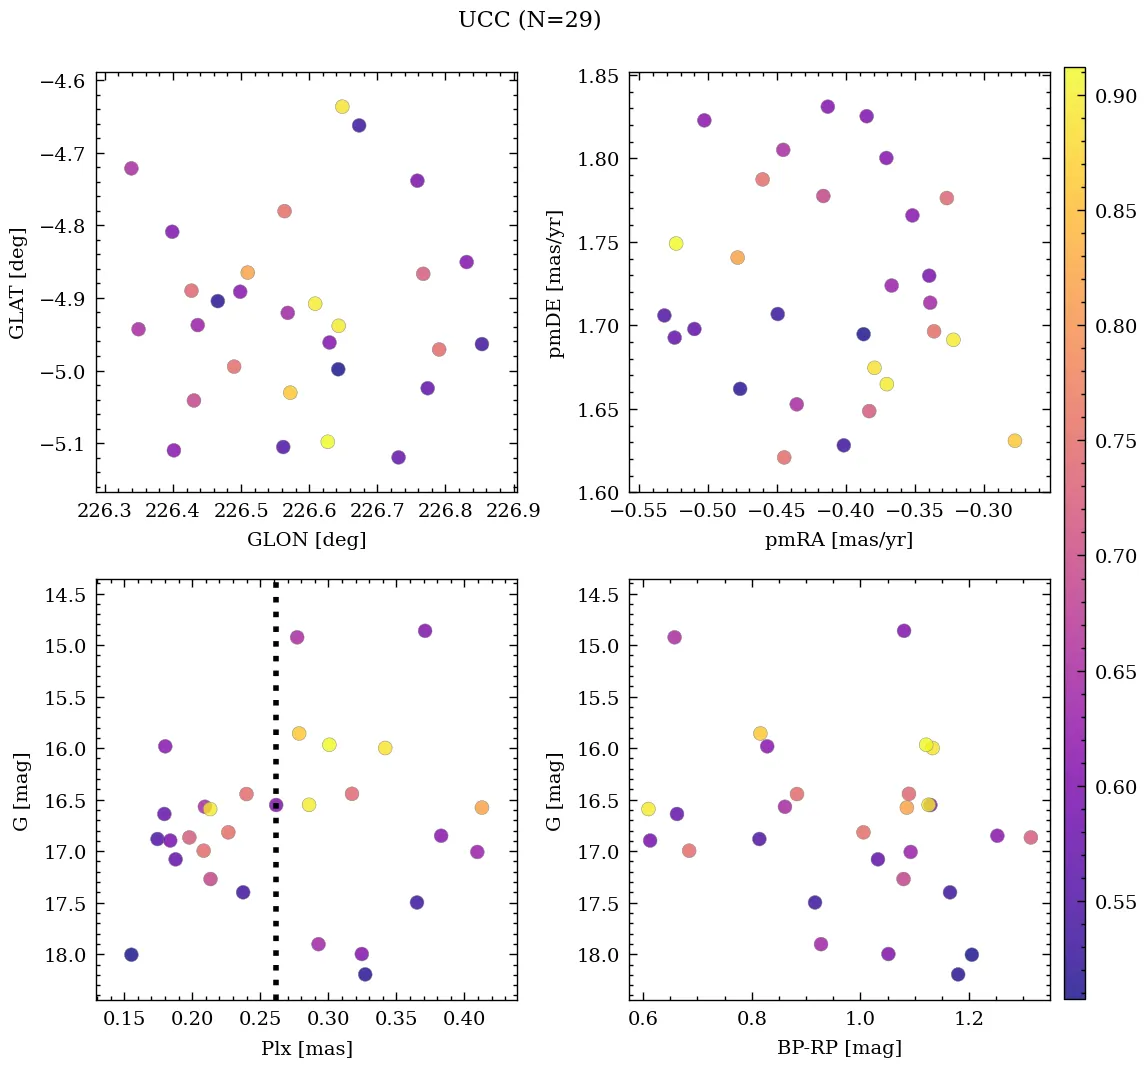 UCC (N=29)
−4.6
−4.7
−4.8
−4.9
−5.0
−5.1
GLAT [deg]
226.3 226.4 226.5 226.6 226.7 226.8 226.9
GLON [deg]
1.85
1.80
1.75
1.70
1.65
1.60
pmDE [mas/yr]
−0.55 −0.50 −0.45 −0.40 −0.35 −0.30
pmRA [mas/yr]
14.5
15.0
15.5
16.0
16.5
17.0
17.5
18.0
G [mag]
0.15 0.20 0.25 0.30 0.35 0.40
Plx [mas]
14.5
15.0
15.5
16.0
16.5
17.0
17.5
18.0
G [mag]
0.6 0.8 1.0 1.2
BP-RP [mag]
0.90
0.85
0.80
0.75
0.70
0.65
0.60
0.55